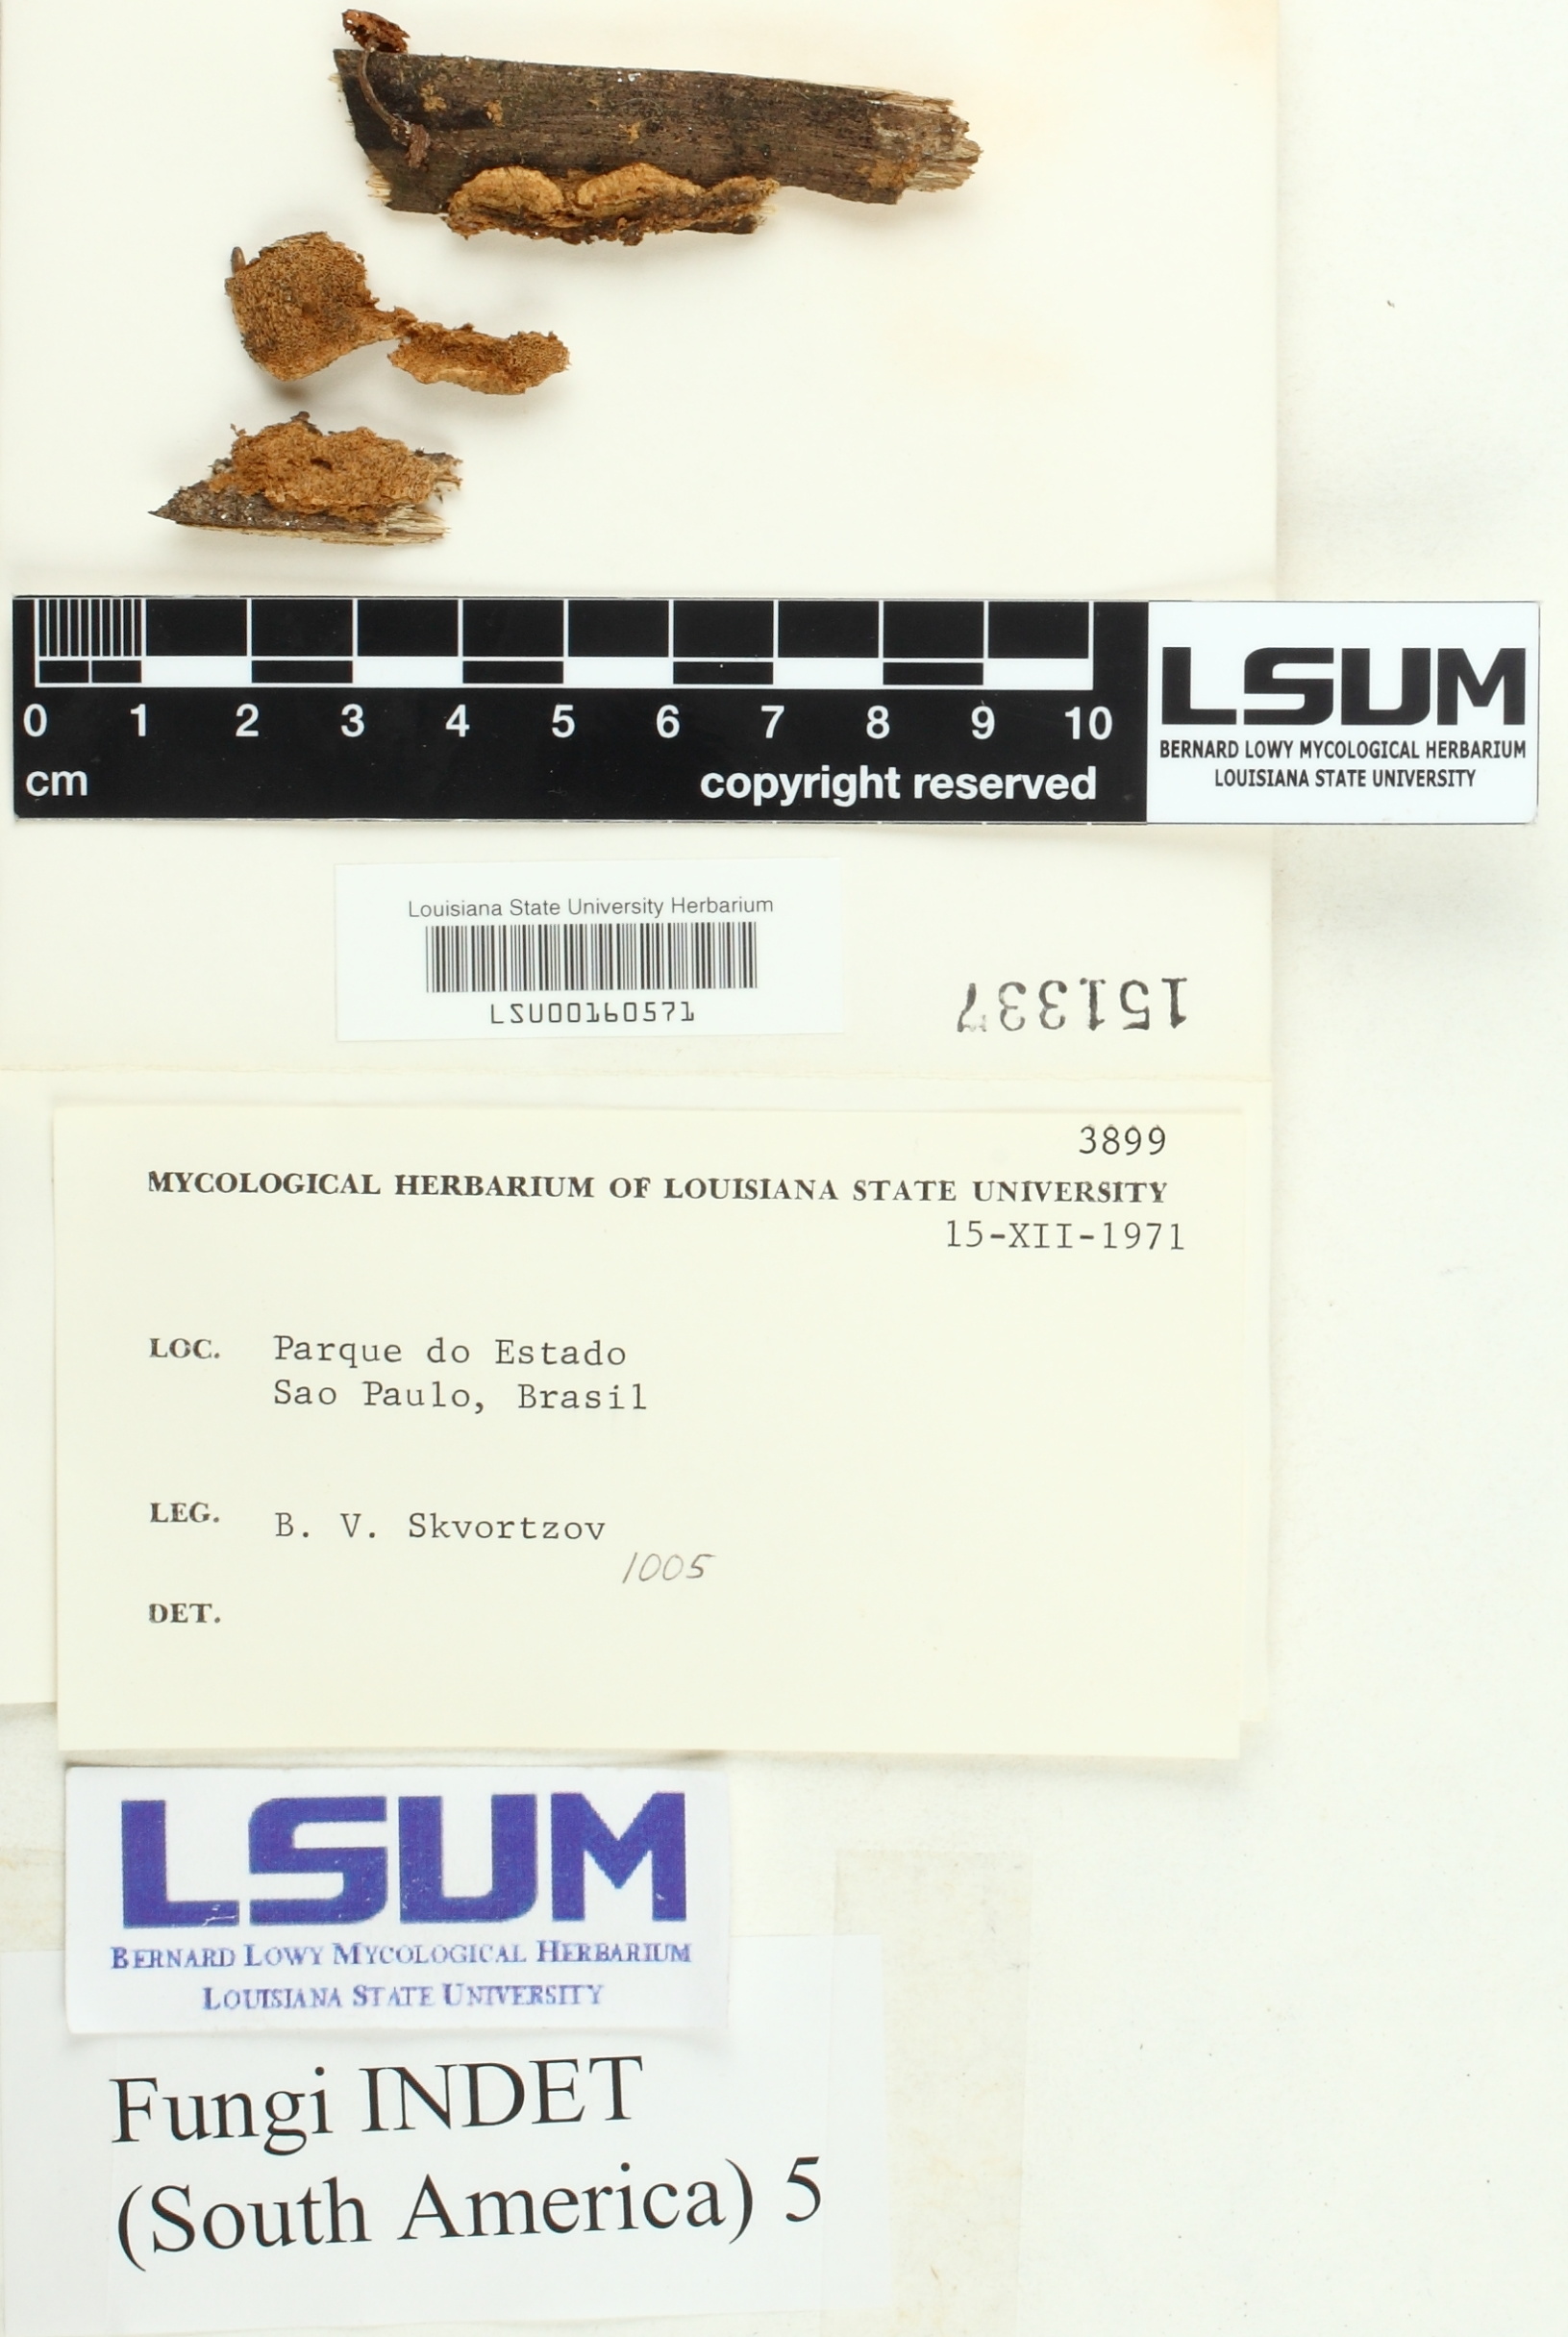 0 1 2 3 4 5 6 7 8 9 10
cm copyright reserved
LSUM
BERNARD LOWY MYCOLOGICAL HERBARIUM
LOUISIANA STATE UNIVERSITY
Louisiana State University Herbarium
LSU00160571
151337
3899
MYCOLOGICAL HERBARIUM OF LOUISIANA STATE UNIVERSITY
15-XII-1971
LOC. Parque do Estado
Sao Paulo, Brasil
LEG. B. V. Skvortzov
1005
DET.
LSUM
BERNARD LOWY MYCOLOGICAL HERBARIUM
LOUISIANA STATE UNIVERSITY
Fungi INDET
(South America) 5